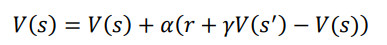 V(s) = V(s) + α(r + γV(s′) − V(s))